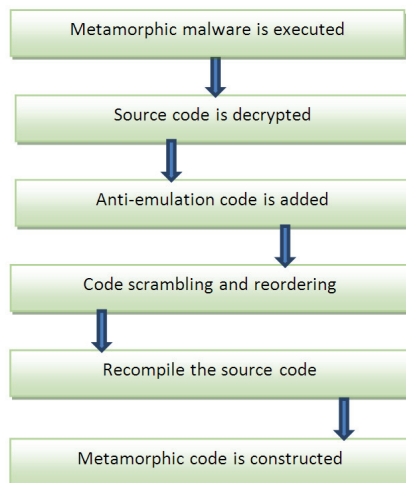 Metamorphic malware is executed
Source code is decrypted
Anti-emulation code is added
Code scrambling and reordering
Recompile the source code
Metamorphic code is constructed